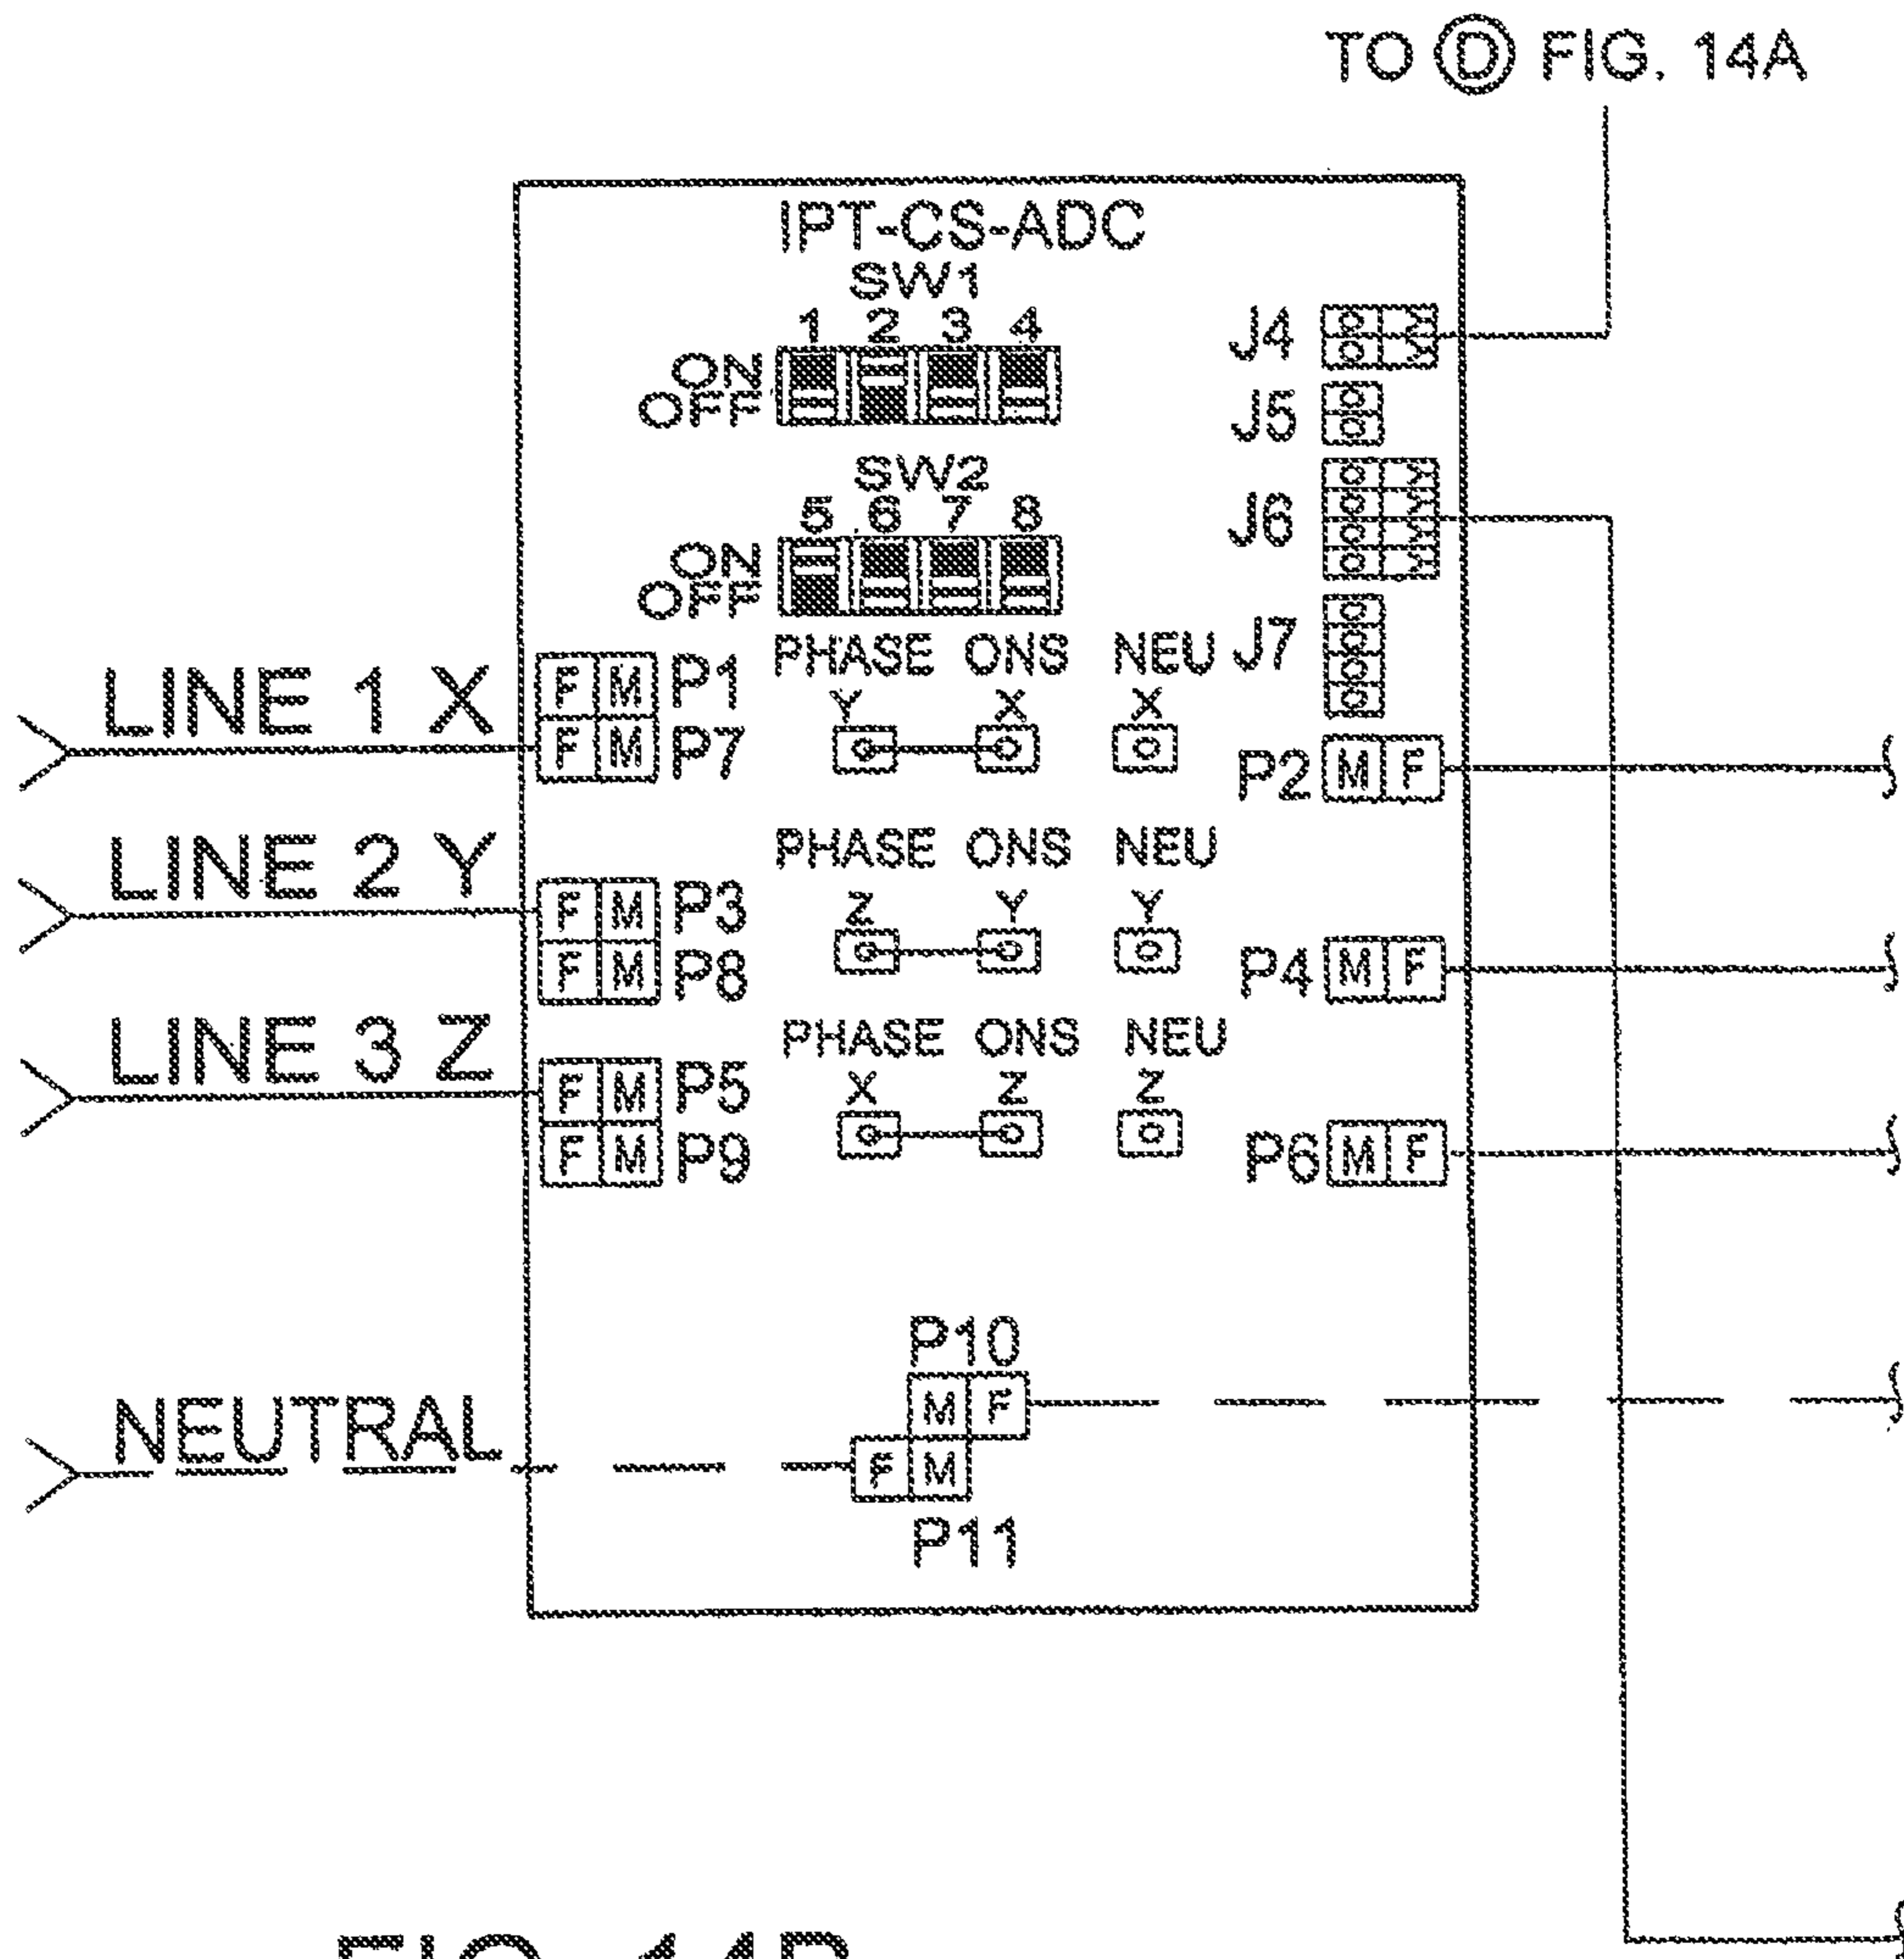 TO D FIG. 14A
IPT-CS-ADC
SW1
1 2 3 4
ON
OFF
SW2
5 6 7 8
ON
OFF
J4
J5
J6
J7
LINE 1 X
F M P1
F M P7
PHASE ONS NEU
Y X X
P2 M F
LINE 2 Y
F M P3
F M P8
PHASE ONS NEU
Z Y Y
P4 M F
LINE 3 Z
F M P5
F M P9
PHASE ONS NEU
X Z Z
P6 M F
P10
M F
NEUTRAL
F M
P11